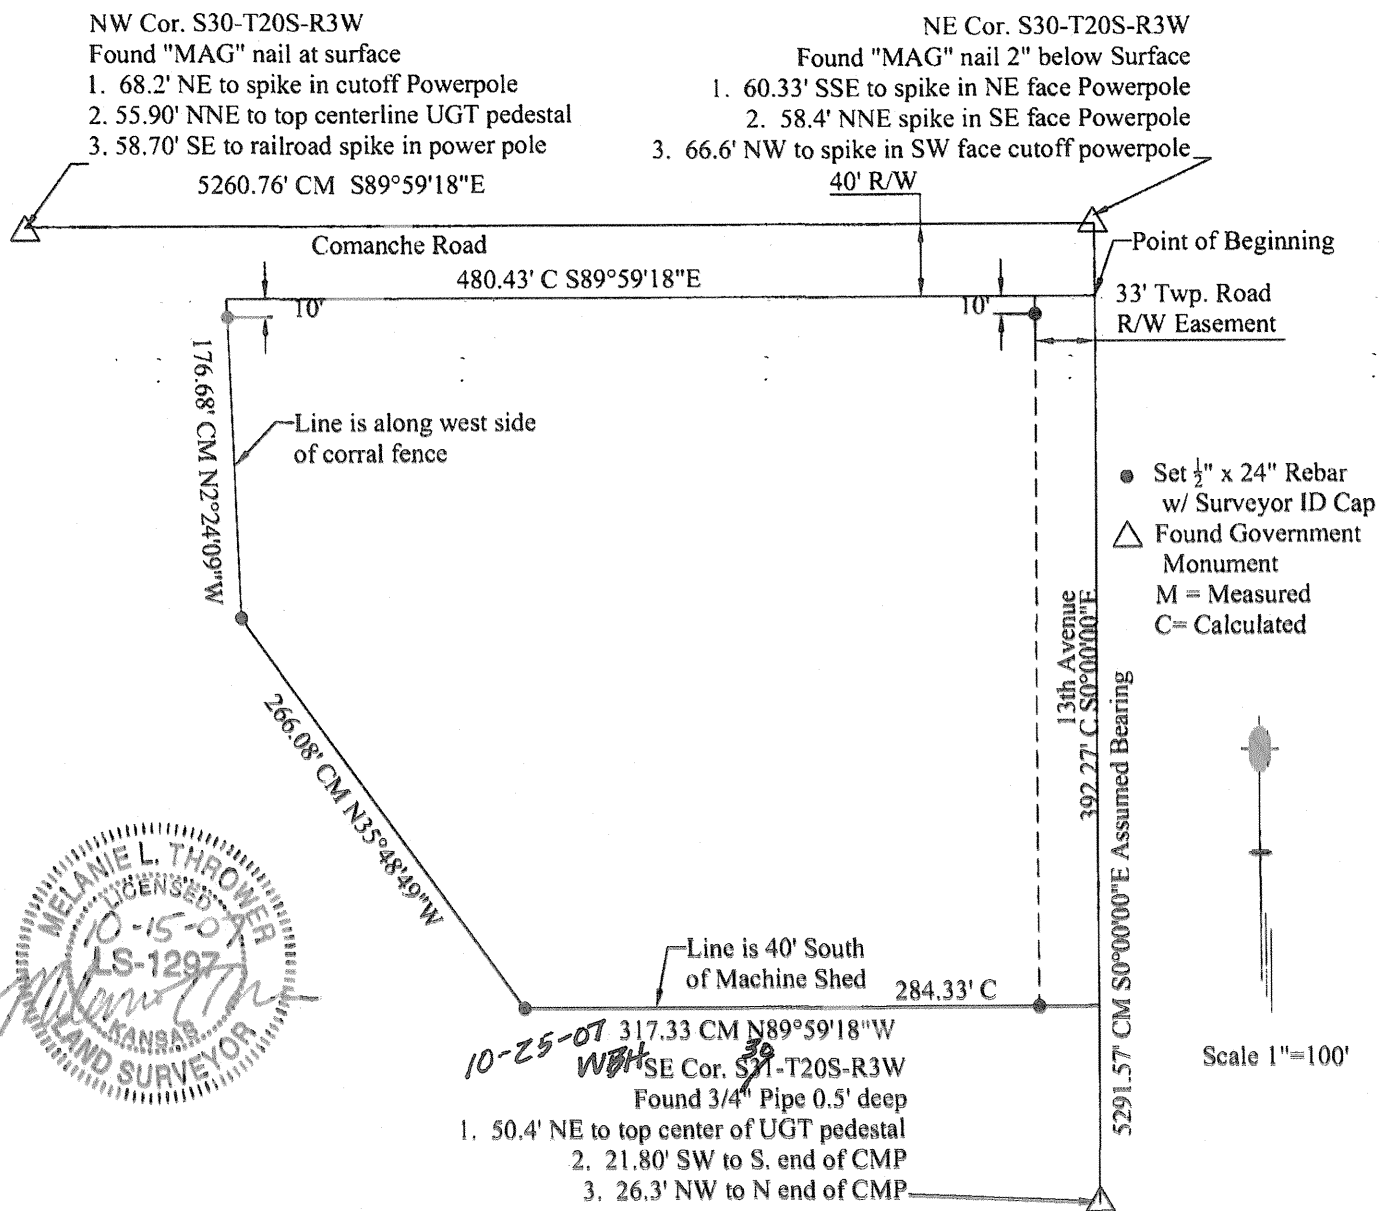 NW Cor. S30-T20S-R3W
Found "MAG" nail at surface
1. 68.2' NE to spike in cutoff Powerpole
2. 55.90' NNE to top centerline UGT pedestal
3. 58.70' SE to railroad spike in power pole
5260.76' CM S89°59'18"E
NE Cor. S30-T20S-R3W
Found "MAG" nail 2" below Surface
1. 60.33' SSE to spike in NE face Powerpole
2. 58.4' NNE spike in SE face Powerpole
3. 66.6' NW to spike in SW face cutoff powerpole
40' R/W
Comanche Road
Point of Beginning
480.43' C S89°59'18"E
10'
10'
33' Twp. Road
R/W Easement
176.68' CM N2°24'09"W
Line is along west side
of corral fence
Set ½" x 24" Rebar
w/ Surveyor ID Cap
Found Government
Monument
M = Measured
C= Calculated
13th Avenue
392.27' C S0°00'00"E
5291.57' CM S0°00'00"E Assumed Bearing
266.08' CM N35°48'49"W
MELANIE L. THROWER
LICENSED
10-15-07
LS-1297
KANSAS
LAND SURVEYOR
Line is 40' South
of Machine Shed
284.33' C
317.33 CM N89°59'18"W
10-25-07
WBH
30
SE Cor. S31-T20S-R3W
Found 3/4" Pipe 0.5' deep
1. 50.4' NE to top center of UGT pedestal
2. 21.80' SW to S. end of CMP
3. 26.3' NW to N end of CMP
Scale 1"=100'